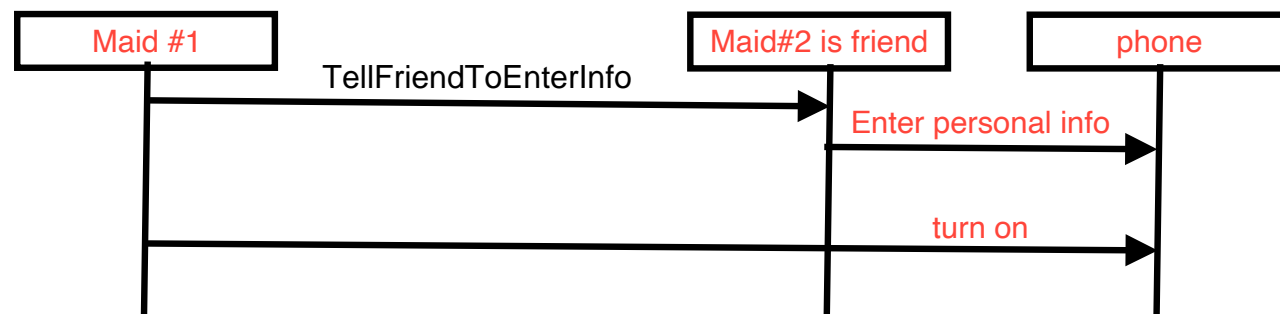 Maid #1
Maid#2 is friend
phone
TellFriendToEnterInfo
Enter personal info
turn on